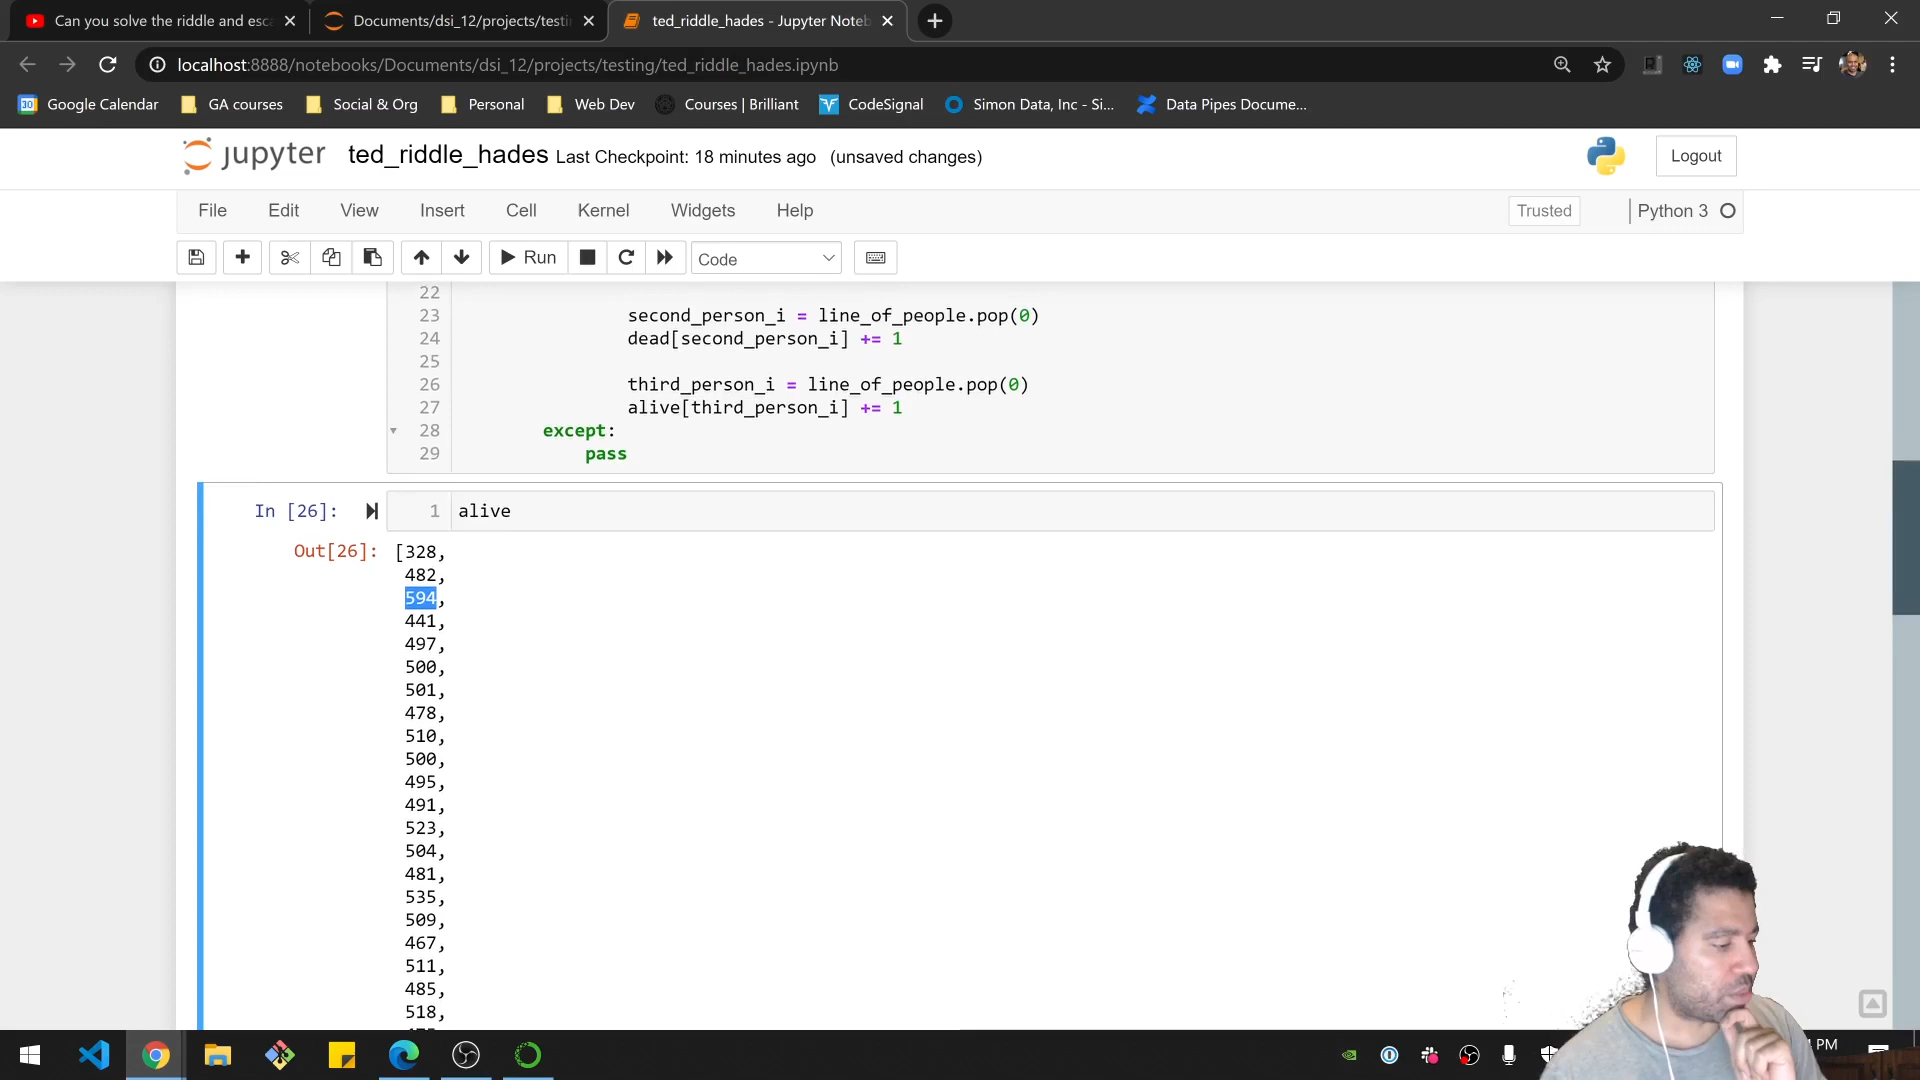 Can you solve the riddle and esca
Documents/dsi_12/projects/testin
ted_riddle_hades - Jupyter Noteb
localhost:8888/notebooks/Documents/dsi_12/projects/testing/ted_riddle_hades.ipynb
Google Calendar GA courses Social & Org Personal Web Dev Courses | Brilliant CodeSignal Simon Data, Inc - Si... Data Pipes Docume...
jupyter ted_riddle_hades Last Checkpoint: 18 minutes ago (unsaved changes) Logout
File Edit View Insert Cell Kernel Widgets Help Trusted Python 3
Run Code
22
23 second_person_i = line_of_people.pop(0)
24 dead[second_person_i] += 1
25
26 third_person_i = line_of_people.pop(0)
27 alive[third_person_i] += 1
28 except:
29 pass
In [26]: 1 alive
Out[26]: [328,
482,
594,
441,
497,
500,
501,
478,
510,
500,
495,
491,
523,
504,
481,
535,
509,
467,
511,
485,
518,
PM